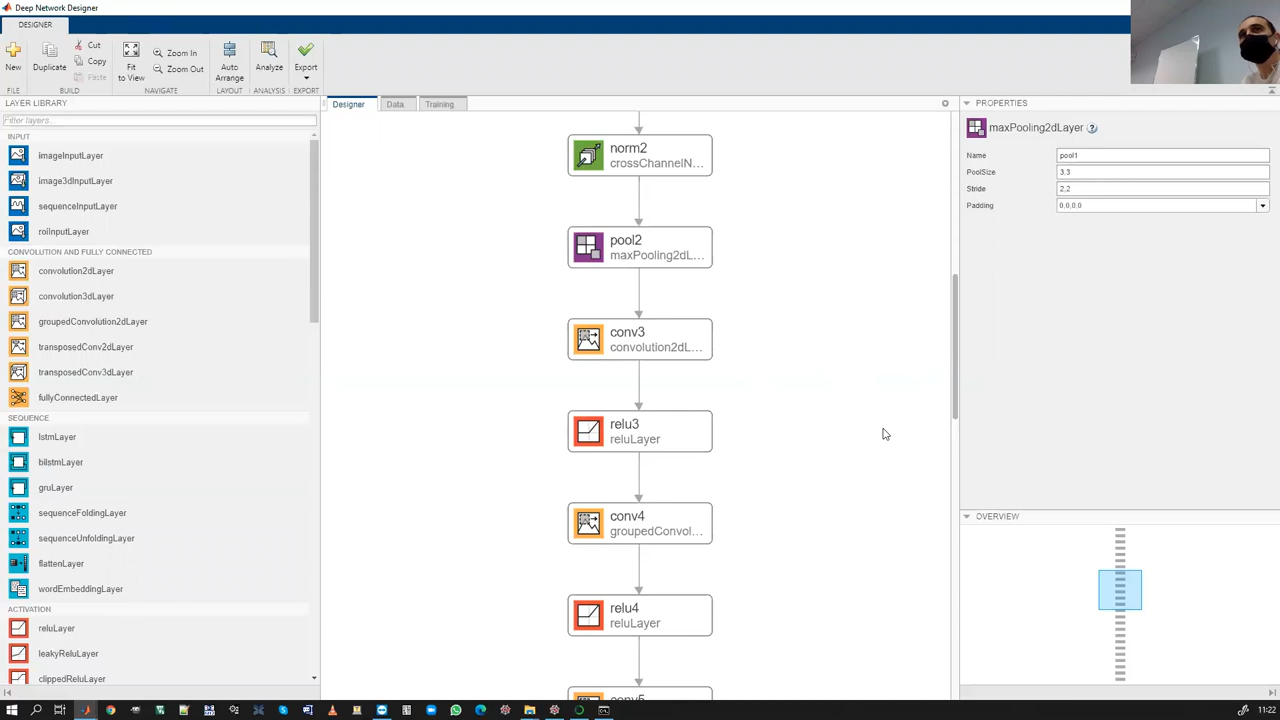 Deep Network Designer
DESIGNER
New
Duplicate
Cut
Copy
Paste
Fit
to View
Zoom In
Zoom Out
Auto
Arrange
Analyze
Export
FILE
BUILD
NAVIGATE
LAYOUT
ANALYSIS
EXPORT
LAYER LIBRARY
Filter layers...
INPUT
imageInputLayer
image3dInputLayer
sequenceInputLayer
roiInputLayer
CONVOLUTION AND FULLY CONNECTED
convolution2dLayer
convolution3dLayer
groupedConvolution2dLayer
transposedConv2dLayer
transposedConv3dLayer
fullyConnectedLayer
SEQUENCE
lstmLayer
bilstmLayer
gruLayer
sequenceFoldingLayer
sequenceUnfoldingLayer
flattenLayer
wordEmbeddingLayer
ACTIVATION
reluLayer
leakyReluLayer
clippedReluLayer
Designer
Data
Training
norm2
crossChannelN...
pool2
maxPooling2dL...
conv3
convolution2dL...
relu3
reluLayer
conv4
groupedConvol...
relu4
reluLayer
conv5
PROPERTIES
maxPooling2dLayer
Name
pool1
PoolSize
3,3
Stride
2,2
Padding
0,0,0,0
OVERVIEW
11:22